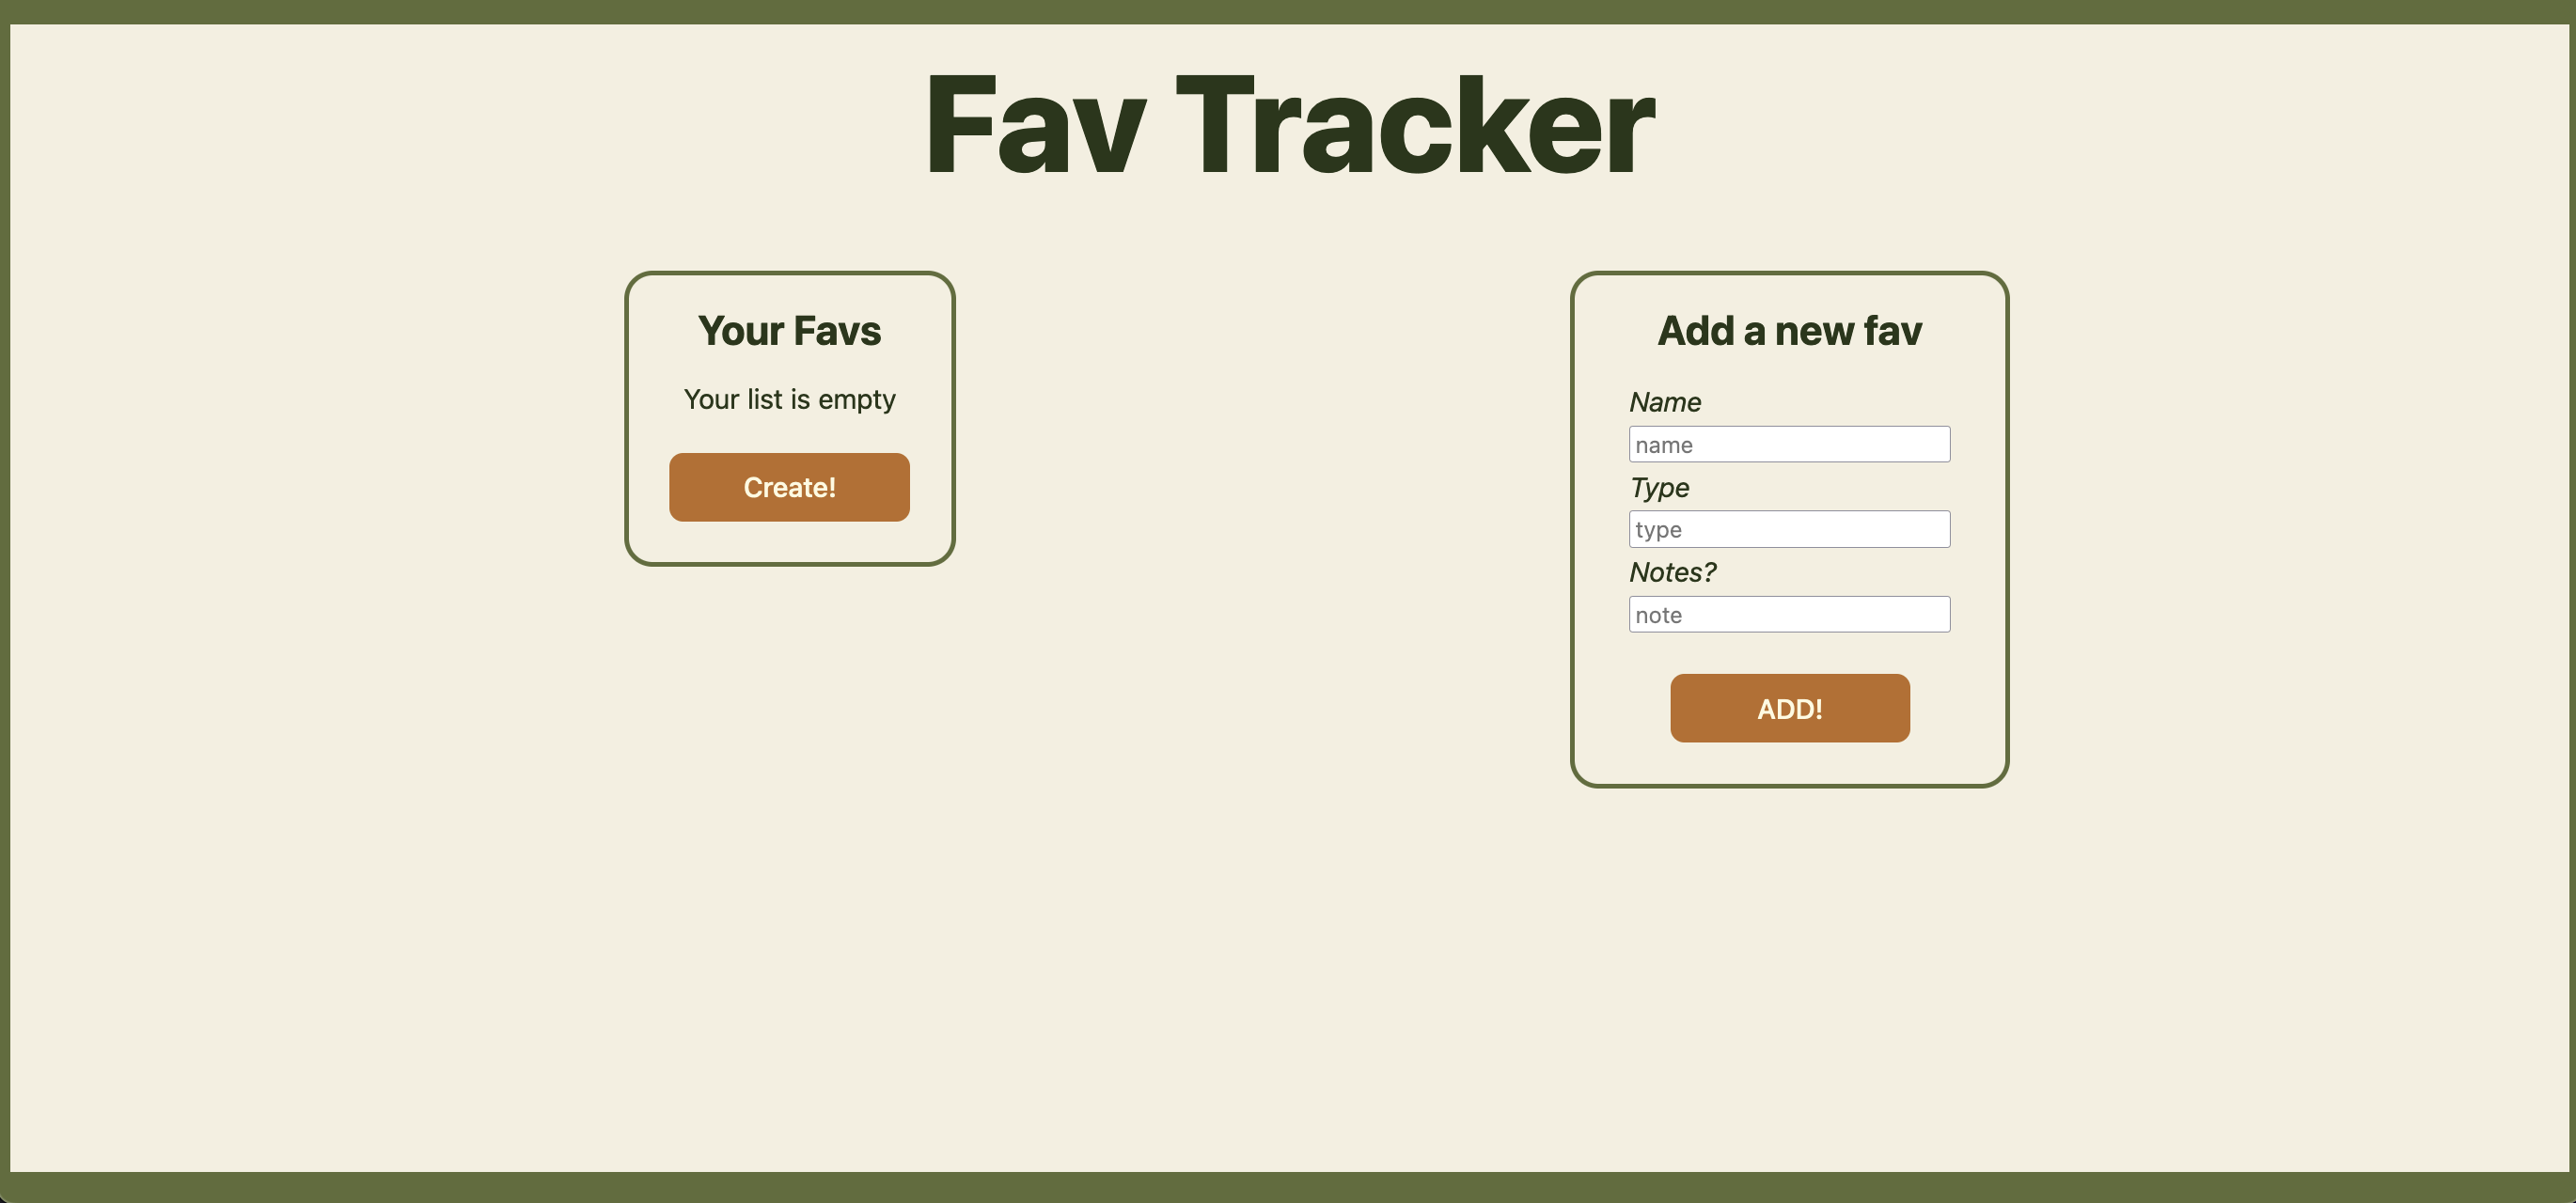 Fav Tracker
Your Favs
Your list is empty
Create!
Add a new fav
Name
name
Type
type
Notes?
note
ADD!